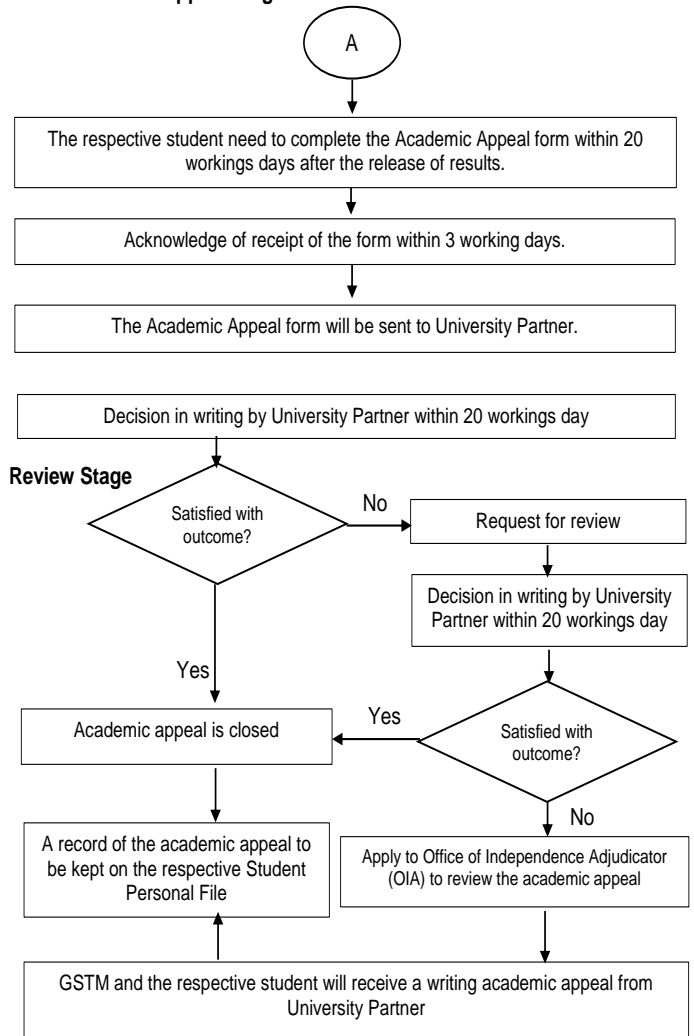 A
The respective student need to complete the Academic Appeal form within 20
workings days after the release of results.
Acknowledge of receipt of the form within 3 working days.
The Academic Appeal form will be sent to University Partner.
Decision in writing by University Partner within 20 workings day
Review Stage
Satisfied with
outcome?
No
Request for review
Decision in writing by University
Partner within 20 workings day
Yes
Academic appeal is closed
Yes
Satisfied with
outcome?
No
A record of the academic appeal to
be kept on the respective Student
Personal File
Apply to Office of Independence Adjudicator
(OIA) to review the academic appeal
GSTM and the respective student will receive a writing academic appeal from
University Partner